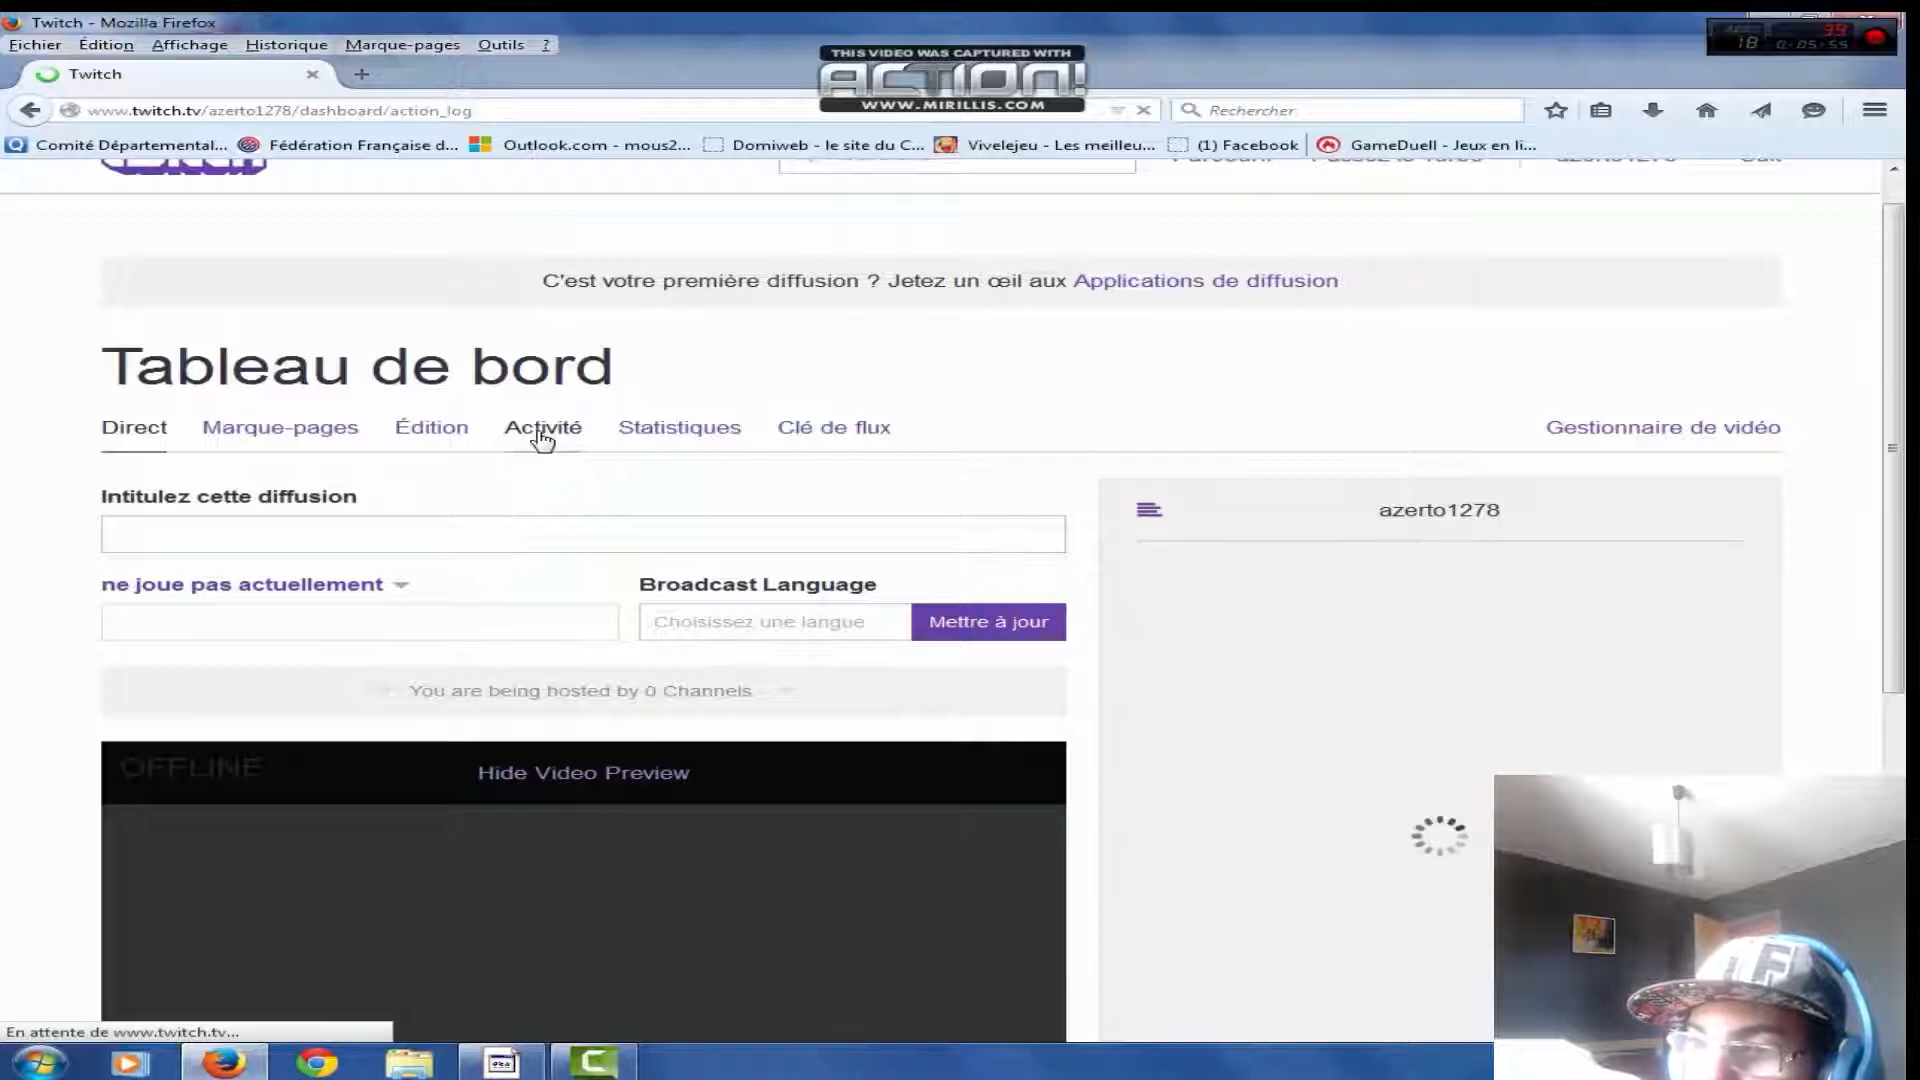 Twitch - Mozilla Firefox
Fichier Édition Affichage Historique Marque-pages Outils ?
THIS VIDEO WAS CAPTURED WITH
ACTION!
WWW.MIRILLIS.COM
Twitch
www.twitch.tv/azerto1278/dashboard/action_log
Rechercher
Comité Départemental... Fédération Française d... Outlook.com - mous2... Domiweb - le site du C... Vivelejeu - Les meilleu... (1) Facebook GameDuell - Jeux en li...
C'est votre première diffusion ? Jetez un œil aux Applications de diffusion
Tableau de bord
Direct Marque-pages Édition Activité Statistiques Clé de flux Gestionnaire de vidéo
Intitulez cette diffusion
azerto1278
ne joue pas actuellement Broadcast Language
Choisissez une langue Mettre à jour
You are being hosted by 0 Channels
OFFLINE
Hide Video Preview
En attente de www.twitch.tv...